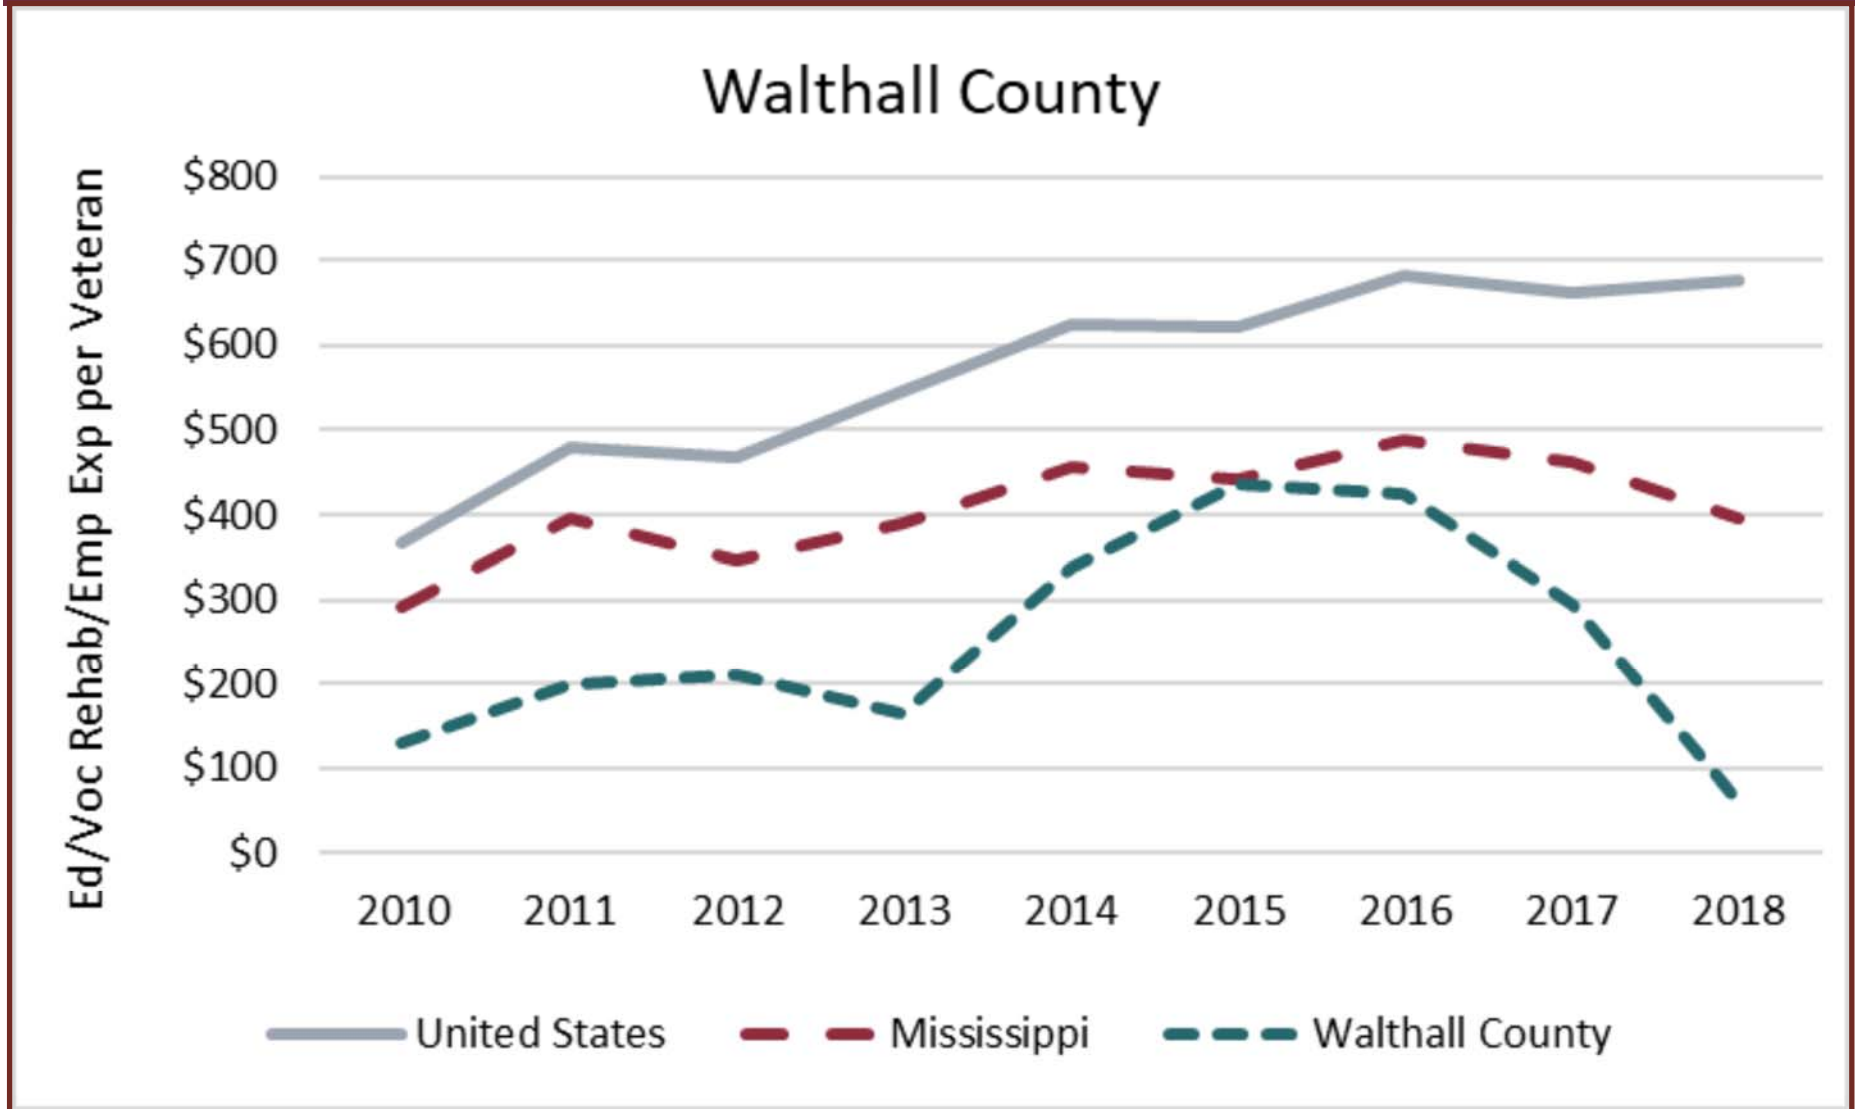 Walthall County
Ed/Voc Rehab/Emp Exp per Veteran
$800
$700
$600
$500
$400
$300
$200
$100
$0
2010 2011 2012 2013 2014 2015 2016 2017 2018
United States Mississippi Walthall County